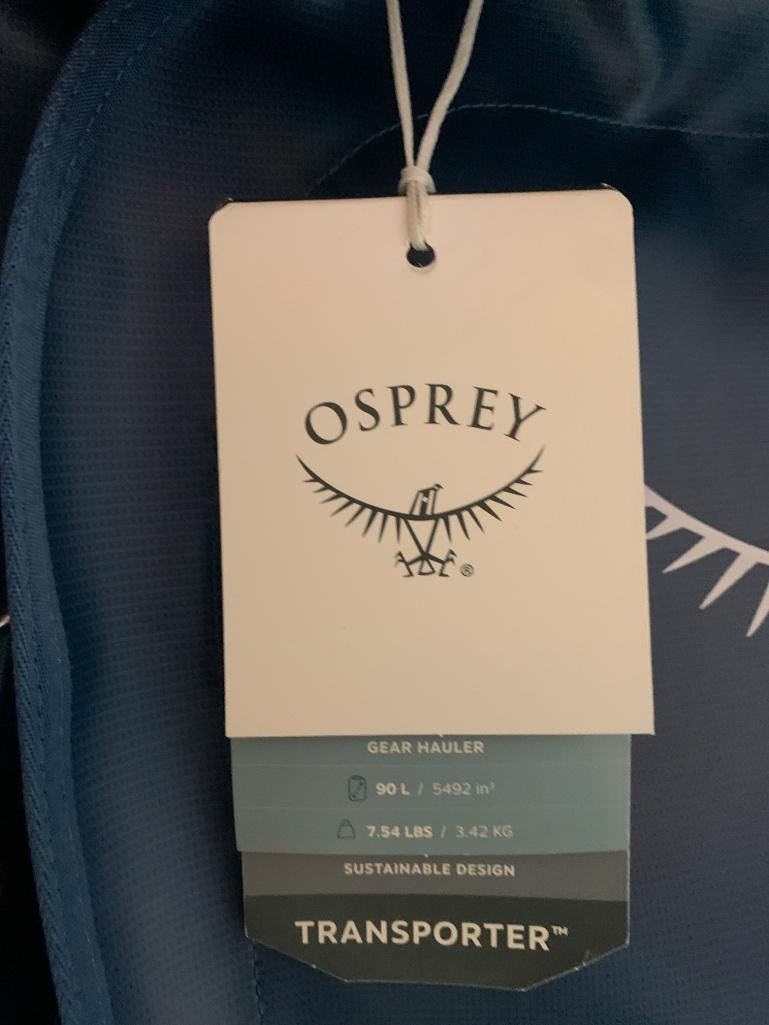 OSPREY
®
GEAR HAULER
90 L / 5492 in³
7.54 LBS / 3.42 KG
SUSTAINABLE DESIGN
TRANSPORTER™